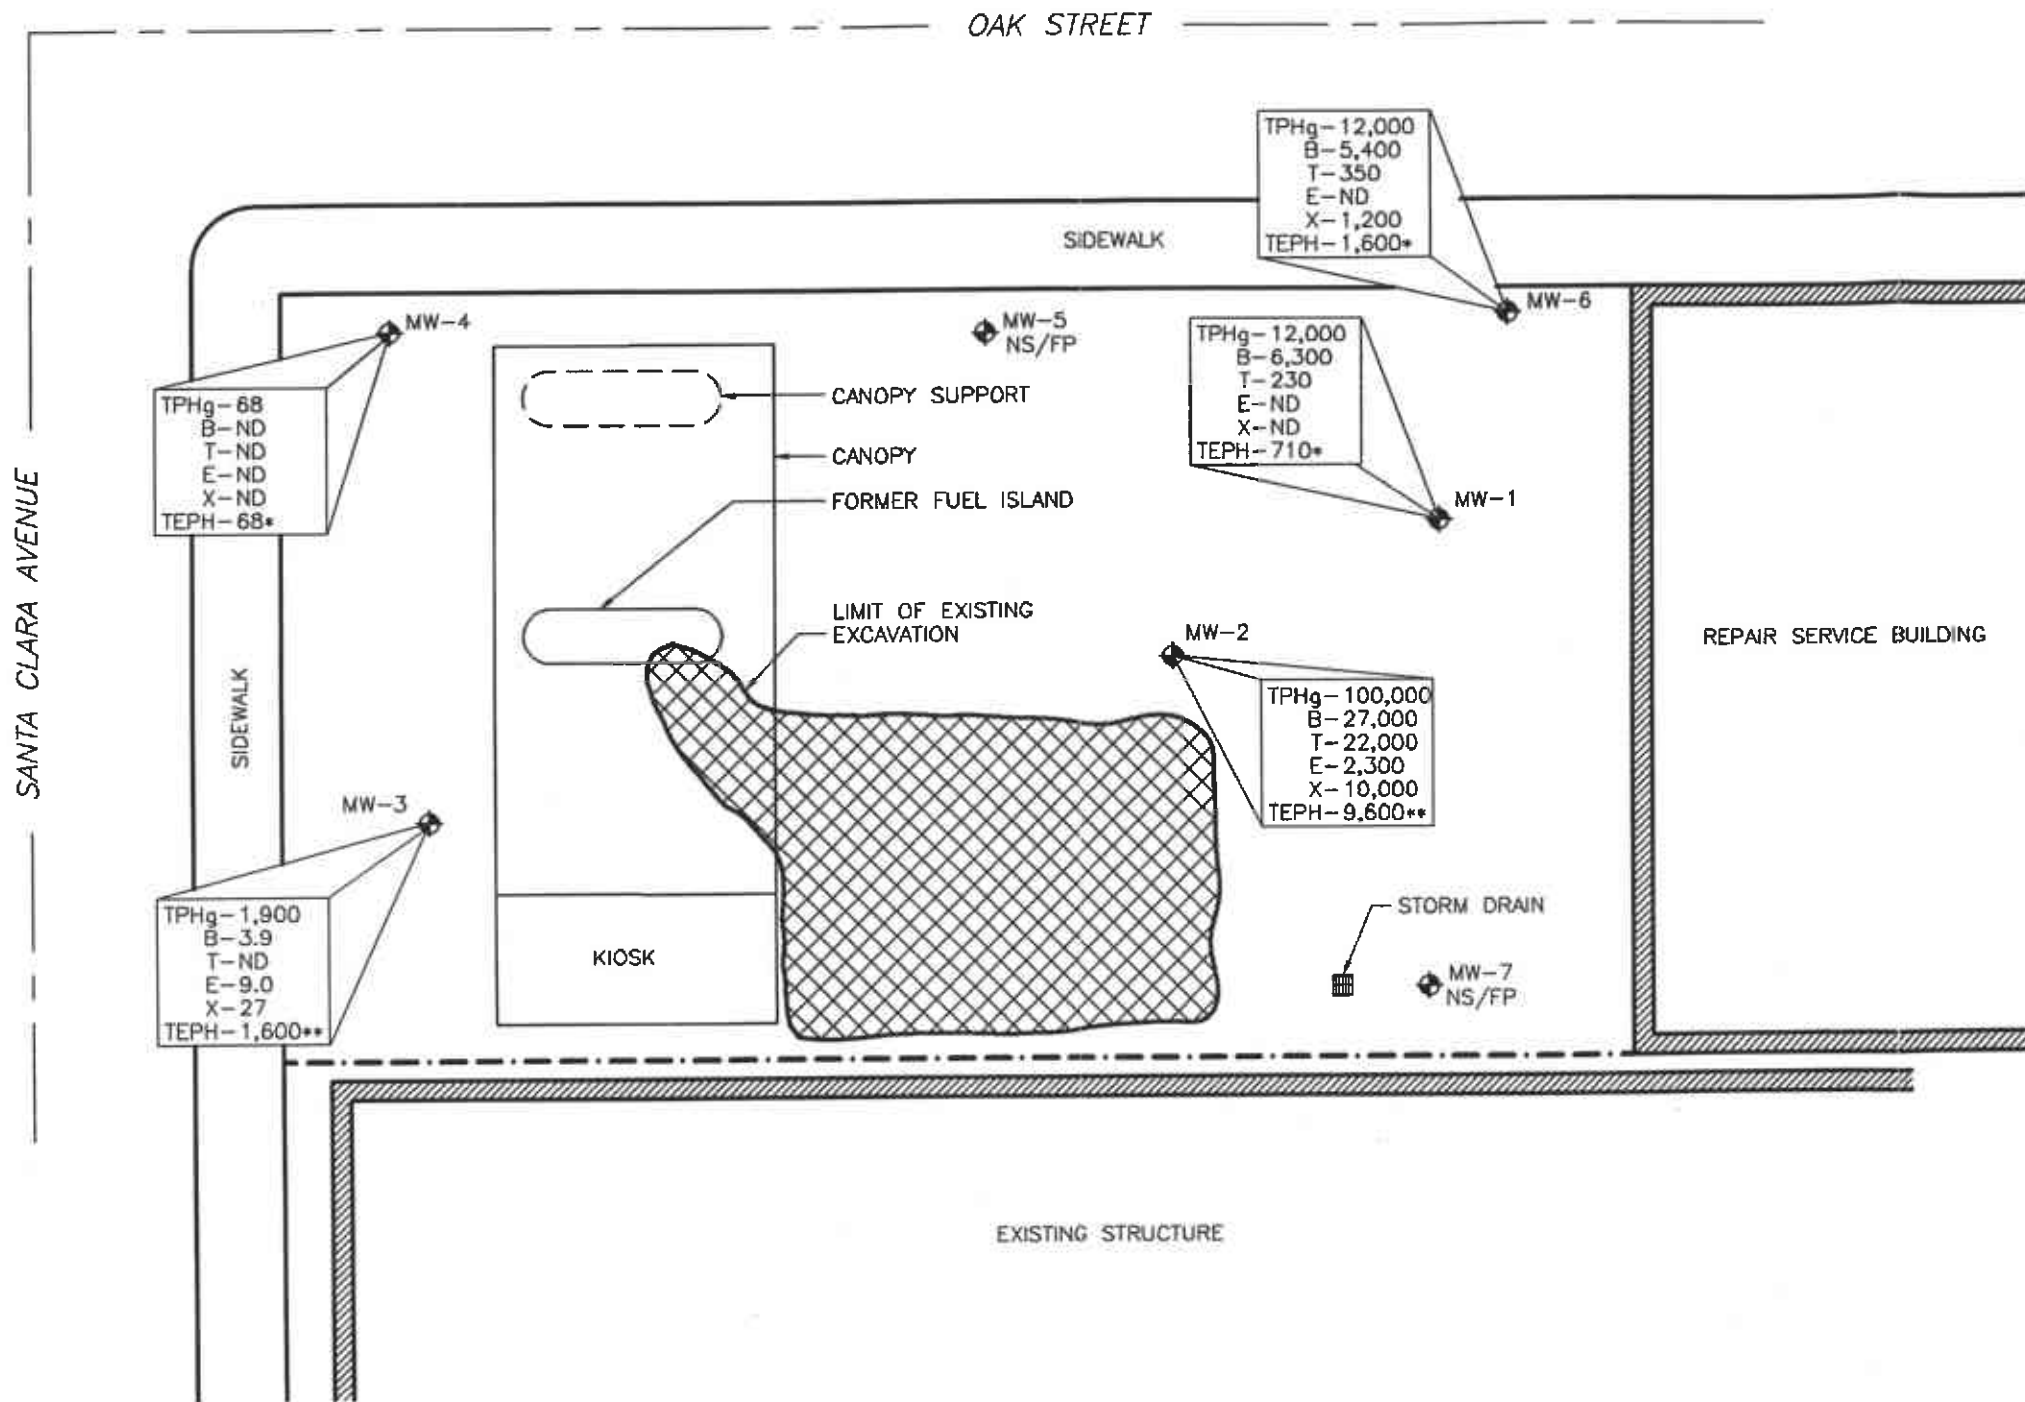 OAK STREET
SANTA CLARA AVENUE
TPHg-12,000
B-5,400
T-350
E-ND
X-1,200
TEPH-1,600*
SIDEWALK
MW-6
MW-4
MW-5
NS/FP
TPHg-12,000
B-6,300
T-230
E-ND
X-ND
TEPH-710*
MW-1
TPHg-68
B-ND
T-ND
E-ND
X-ND
TEPH-68*
CANOPY SUPPORT
CANOPY
FORMER FUEL ISLAND
LIMIT OF EXISTING
EXCAVATION
MW-2
REPAIR SERVICE BUILDING
TPHg-100,000
B-27,000
T-22,000
E-2,300
X-10,000
TEPH-9,600**
SIDEWALK
MW-3
TPHg-1,900
B-3.9
T-ND
E-9.0
X-27
TEPH-1,600**
KIOSK
STORM DRAIN
MW-7
NS/FP
EXISTING STRUCTURE